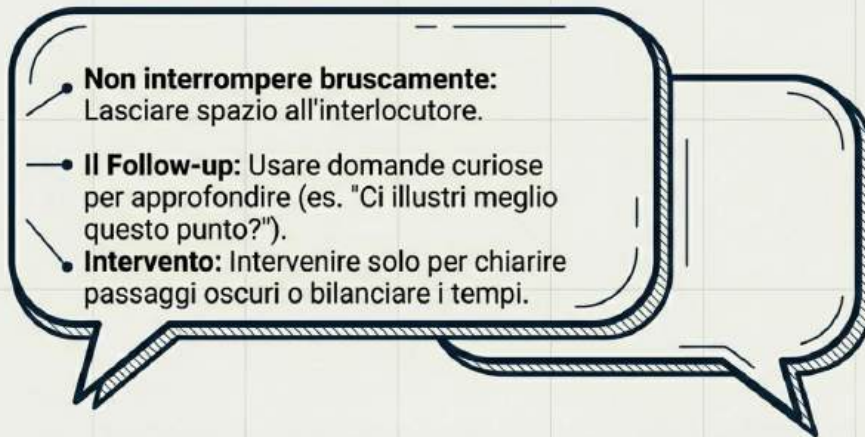 Non interrompere bruscamente:
Lasciare spazio all'interlocutore.
Il Follow-up: Usare domande curiose
per approfondire (es. "Ci illustri meglio
questo punto?").
Intervento: Intervenire solo per chiarire
passaggi oscuri o bilanciare i tempi.